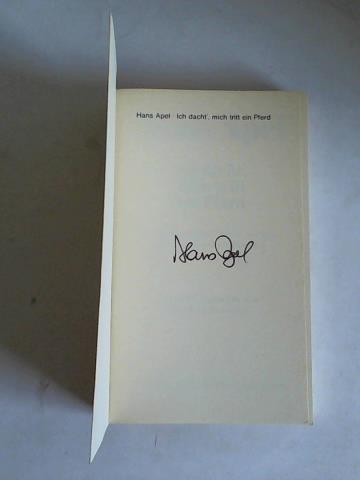 Hans Apel Ich dacht', mich tritt ein Pferd
Hans Apel